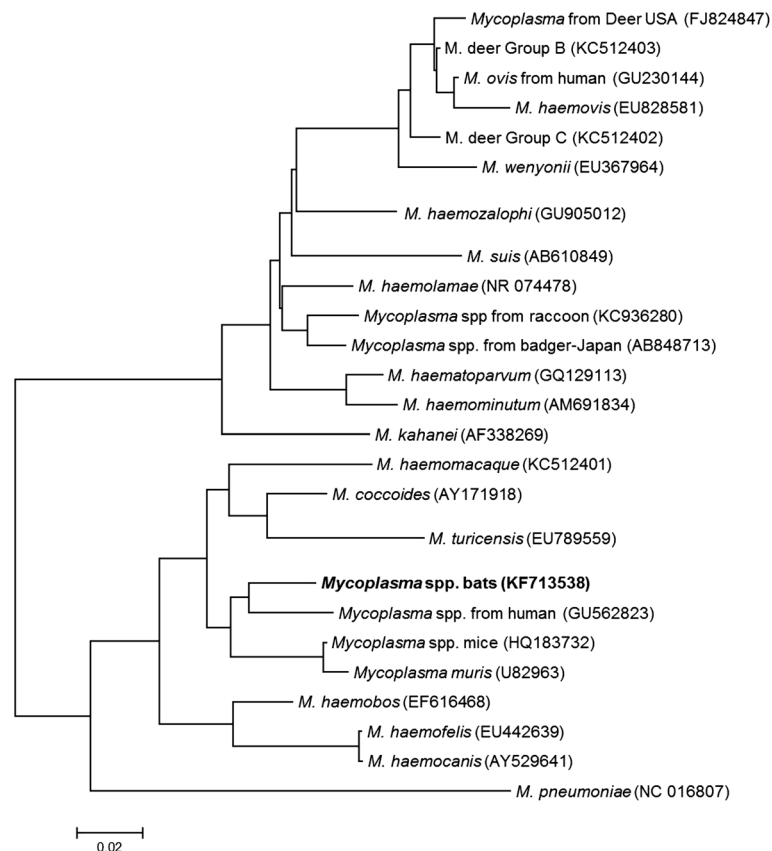 Mycoplasma from Deer USA (FJ824847)
M. deer Group B (KC512403)
M. ovis from human (GU230144)
M. haemovis (EU828581)
M. deer Group C (KC512402)
M. wenyonii (EU367964)
M. haemozalophi (GU905012)
M. suis (AB610849)
M. haemolamae (NR 074478)
Mycoplasma spp from raccoon (KC936280)
Mycoplasma spp. from badger-Japan (AB848713)
M. haematoparvum (GQ129113)
M. haemominutum (AM691834)
M. kahanei (AF338269)
M. haemomacaque (KC512401)
M. coccoides (AY171918)
M. turicensis (EU789559)
Mycoplasma spp. bats (KF713538)
Mycoplasma spp. from human (GU562823)
Mycoplasma spp. mice (HQ183732)
Mycoplasma muris (U82963)
M. haemobos (EF616468)
M. haemofelis (EU442639)
M. haemocanis (AY529641)
M. pneumoniae (NC 016807)
0.02